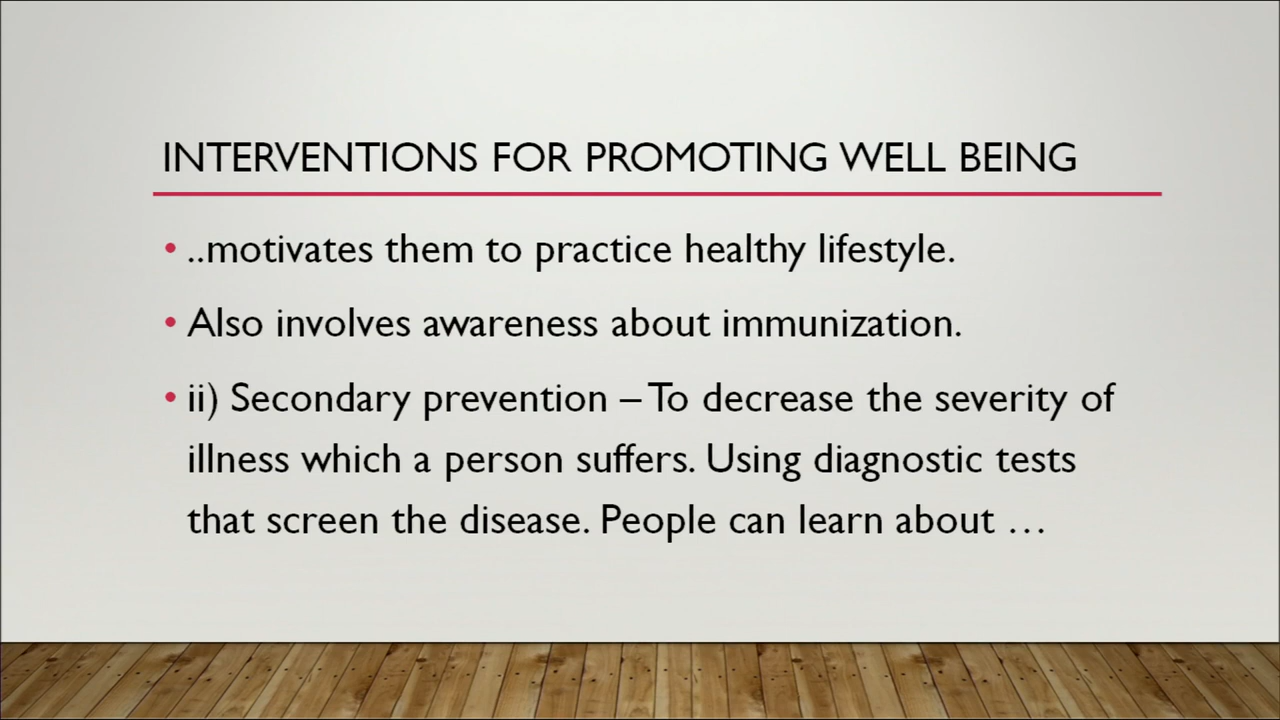 INTERVENTIONS FOR PROMOTING WELL BEING
• ..motivates them to practice healthy lifestyle.
• Also involves awareness about immunization.
• ii) Secondary prevention – To decrease the severity of
illness which a person suffers. Using diagnostic tests
that screen the disease. People can learn about …